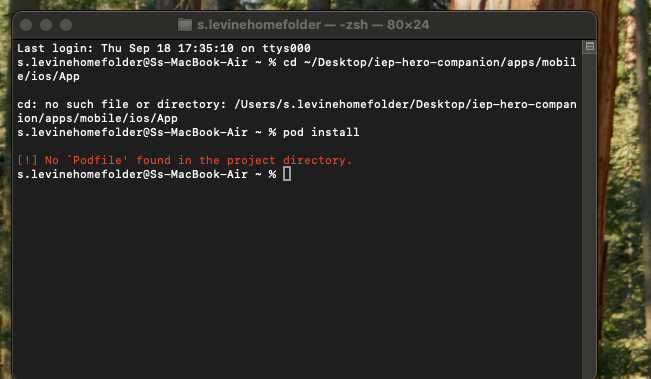 s.levinehomefolder — -zsh — 80×24
Last login: Thu Sep 18 17:35:10 on ttys000
s.levinehomefolder@Ss-MacBook-Air ~ % cd ~/Desktop/iep-hero-companion/apps/mobil
e/ios/App
cd: no such file or directory: /Users/s.levinehomefolder/Desktop/iep-hero-compan
ion/apps/mobile/ios/App
s.levinehomefolder@Ss-MacBook-Air ~ % pod install
[!] No `Podfile' found in the project directory.
s.levinehomefolder@Ss-MacBook-Air ~ %